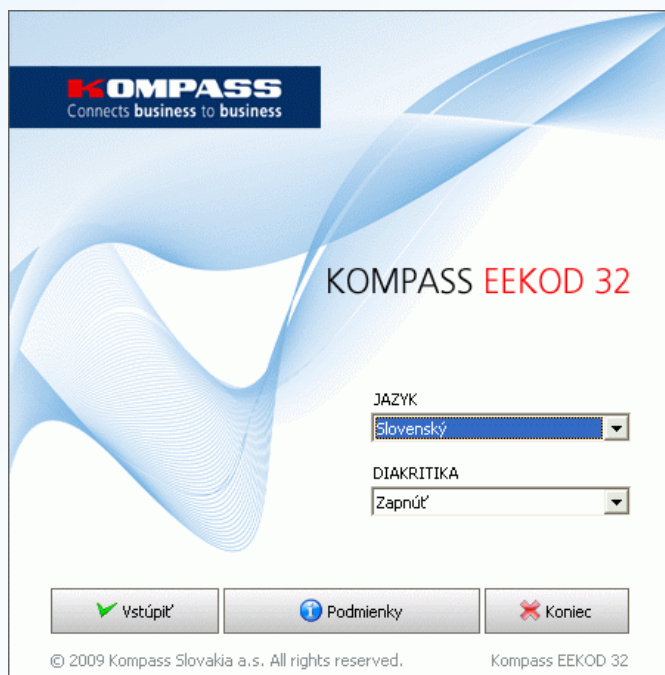 KOMPASS
Connects business to business
KOMPASS EEKOD 32
JAZYK
Slovenský
DIAKRITIKA
Zapnúť
Vstúpiť
Podmienky
Koniec
© 2009 Kompass Slovakia a.s. All rights reserved.
Kompass EEKOD 32